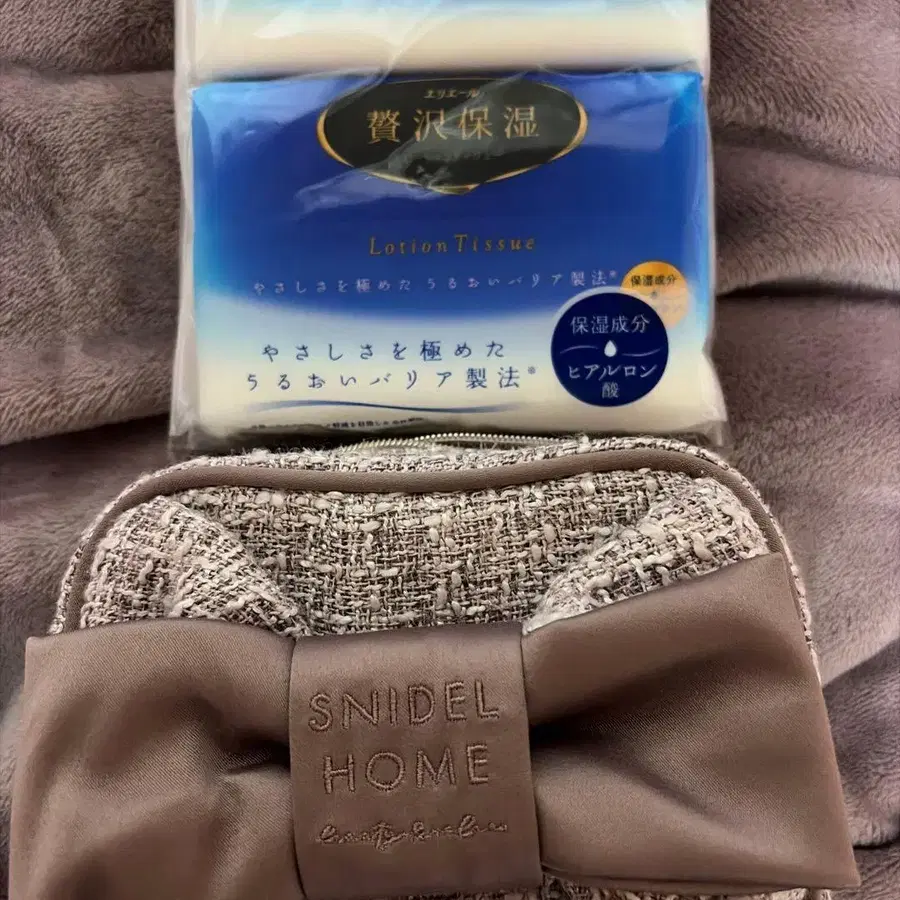 エリエール
贅沢保湿
Lotion Tissue
やさしさを極めた うるおいバリア製法※
保湿成分
やさしさを極めた
うるおいバリア製法※
保湿成分
ヒアルロン
酸
SNIDEL
HOME